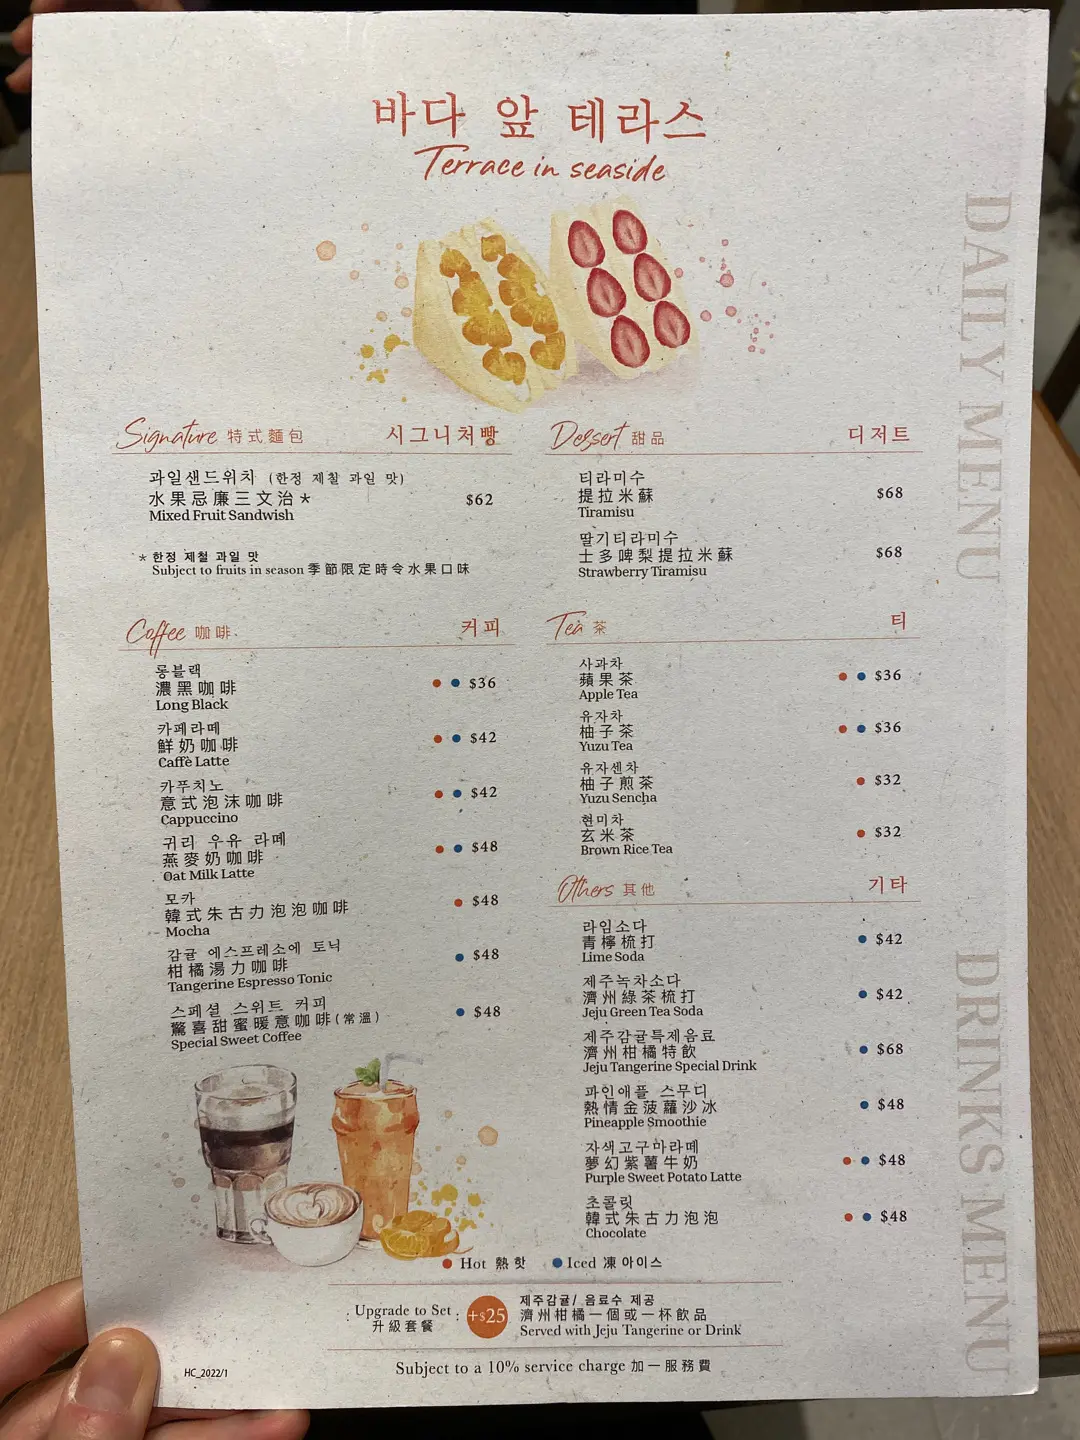 바다 앞 테라스
Terrace in seaside
DAILY MENU
Signature 特式麵包 시그니처빵
과일샌드위치 (한정 제철 과일 맛)
水果忌廉三文治* $62
Mixed Fruit Sandwish
* 한정 제철 과일 맛
Subject to fruits in season 季節限定時令水果口味
Dessert 甜品 디저트
티라미수
提拉米蘇 $68
Tiramisu
딸기티라미수
士多啤梨提拉米蘇 $68
Strawberry Tiramisu
Coffee 咖啡 커피
롱블랙
濃黑咖啡 $36
Long Black
카페라떼
鮮奶咖啡 $42
Caffè Latte
카푸치노
意式泡沫咖啡 $42
Cappuccino
귀리 우유 라떼
燕麥奶咖啡 $48
Oat Milk Latte
모카
韓式朱古力泡泡咖啡 $48
Mocha
감귤 에스프레소에 토닉
柑橘湯力咖啡 $48
Tangerine Espresso Tonic
스페셜 스위트 커피
驚喜甜蜜暖意咖啡(常溫) $48
Special Sweet Coffee
Tea 茶 티
사과차
蘋果茶 $36
Apple Tea
유자차
柚子茶 $36
Yuzu Tea
유자센차
柚子煎茶 $32
Yuzu Sencha
현미차
玄米茶 $32
Brown Rice Tea
Others 其他 기타
라임소다
青檸梳打 $42
Lime Soda
제주녹차소다
濟州綠茶梳打 $42
Jeju Green Tea Soda
제주감귤특제음료
濟州柑橘特飲 $68
Jeju Tangerine Special Drink
파인애플 스무디
熱情金菠蘿沙冰 $48
Pineapple Smoothie
자색고구마라떼
夢幻紫薯牛奶 $48
Purple Sweet Potato Latte
초콜릿
韓式朱古力泡泡 $48
Chocolate
DRINKS MENU
Hot 熱 핫 Iced 凍 아이스
Upgrade to Set
升級套餐
+$25
제주감귤/ 음료수 제공
濟州柑橘一個或一杯飲品
Served with Jeju Tangerine or Drink
Subject to a 10% service charge 加一服務費
HC_2022/1